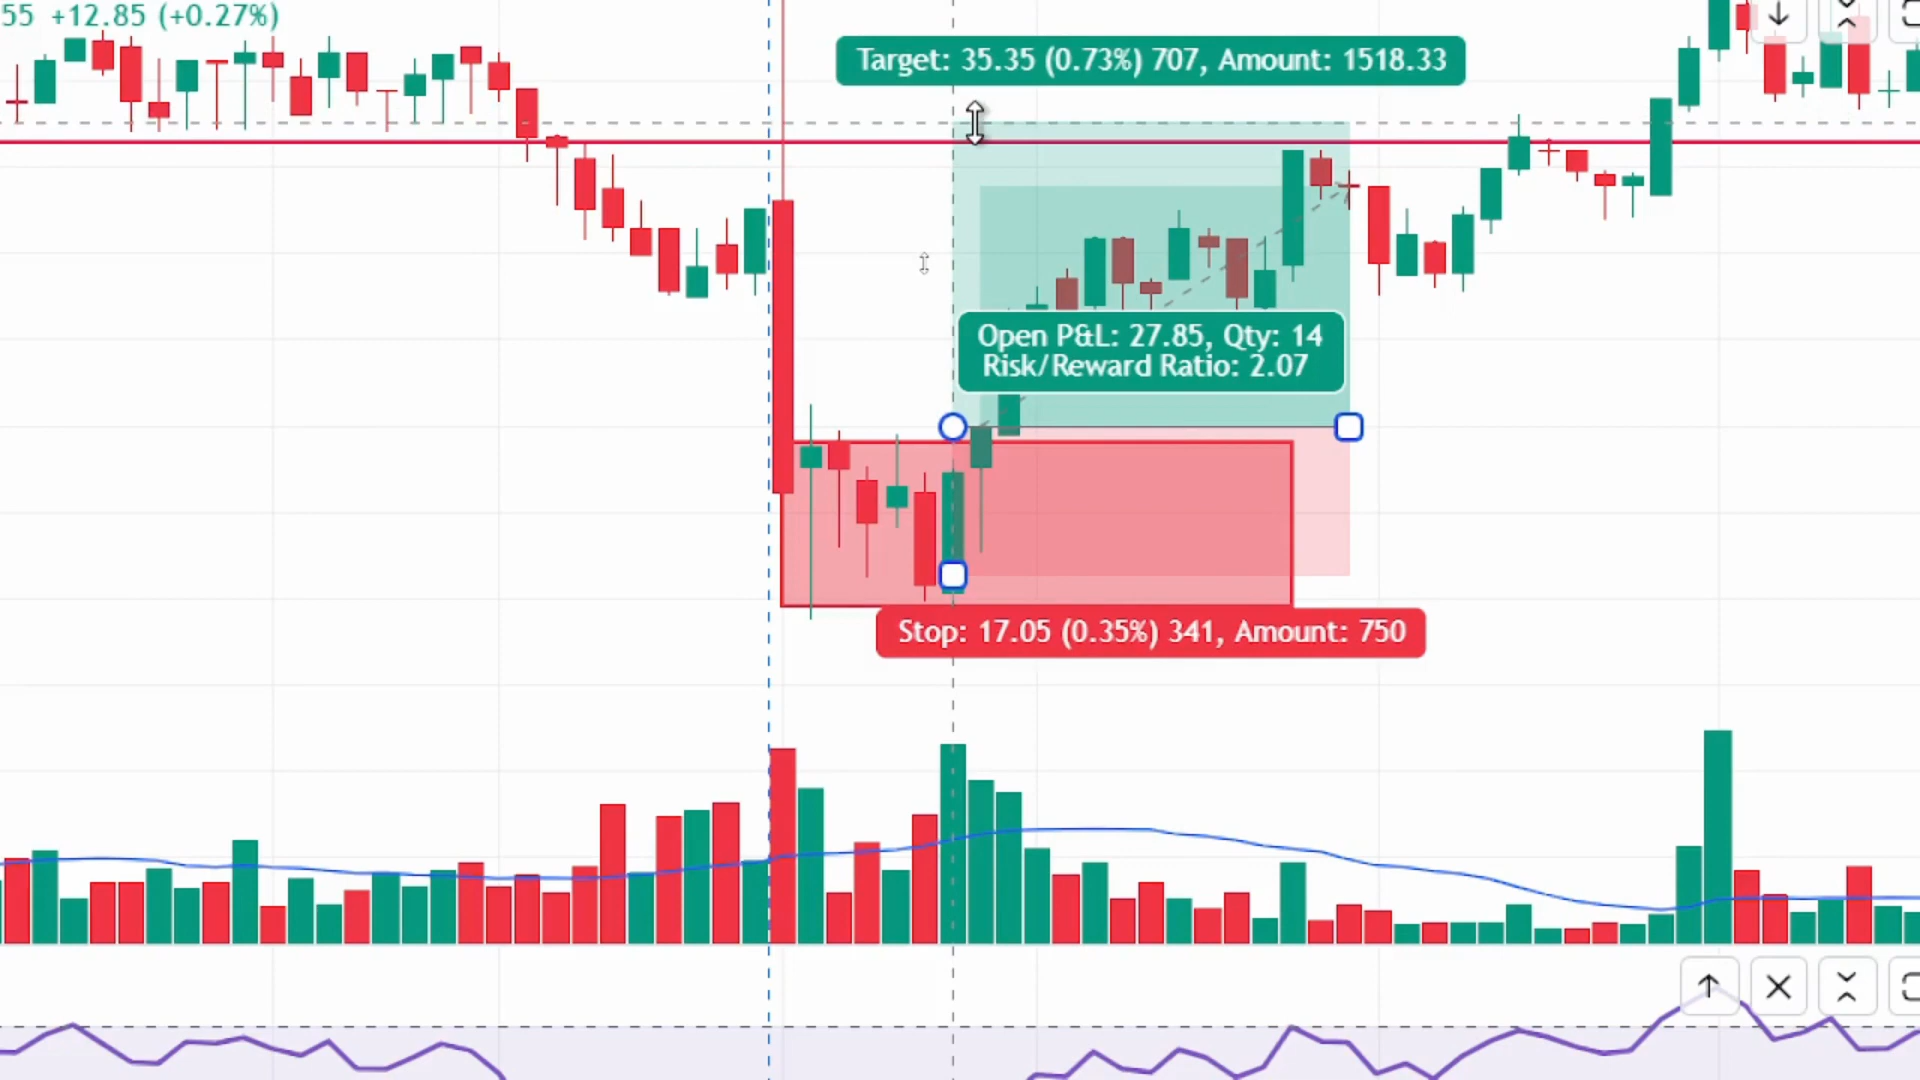 55 +12.85 (+0.27%)
Target: 35.35 (0.73%) 707, Amount: 1518.33
Open P&L: 27.85, Qty: 14
Risk/Reward Ratio: 2.07
Stop: 17.05 (0.35%) 341, Amount: 750